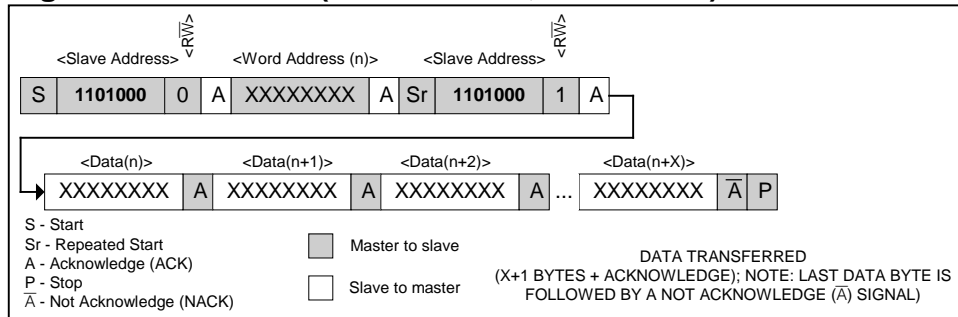 <RW̅>
<RW̅>
<Slave Address>
<Word Address (n)>
<Slave Address>
S 1101000 0 A XXXXXXXX A Sr 1101000 1 A
<Data(n)> <Data(n+1)> <Data(n+2)> <Data(n+X)>
XXXXXXXX A XXXXXXXX A XXXXXXXX A ... XXXXXXXX A̅ P
S - Start
Sr - Repeated Start
A - Acknowledge (ACK)
P - Stop
A̅ - Not Acknowledge (NACK)
Master to slave
Slave to master
DATA TRANSFERRED
(X+1 BYTES + ACKNOWLEDGE); NOTE: LAST DATA BYTE IS
FOLLOWED BY A NOT ACKNOWLEDGE (A̅) SIGNAL)